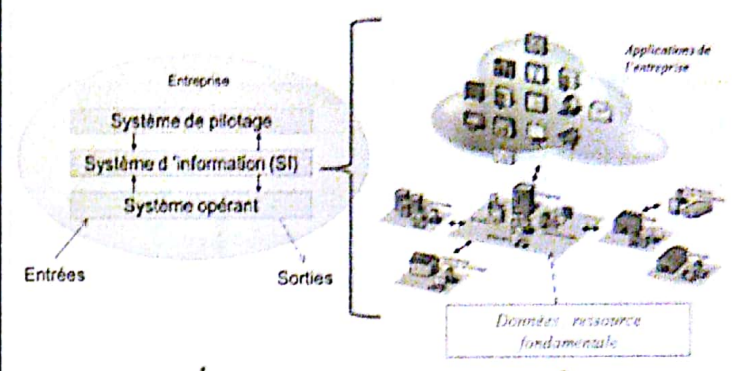 Entreprise
Système de pilotage
Système d'information (SI)
Système opérant
Entrées
Sorties
Applications de
l'entreprise
Données ressource
fondamentale